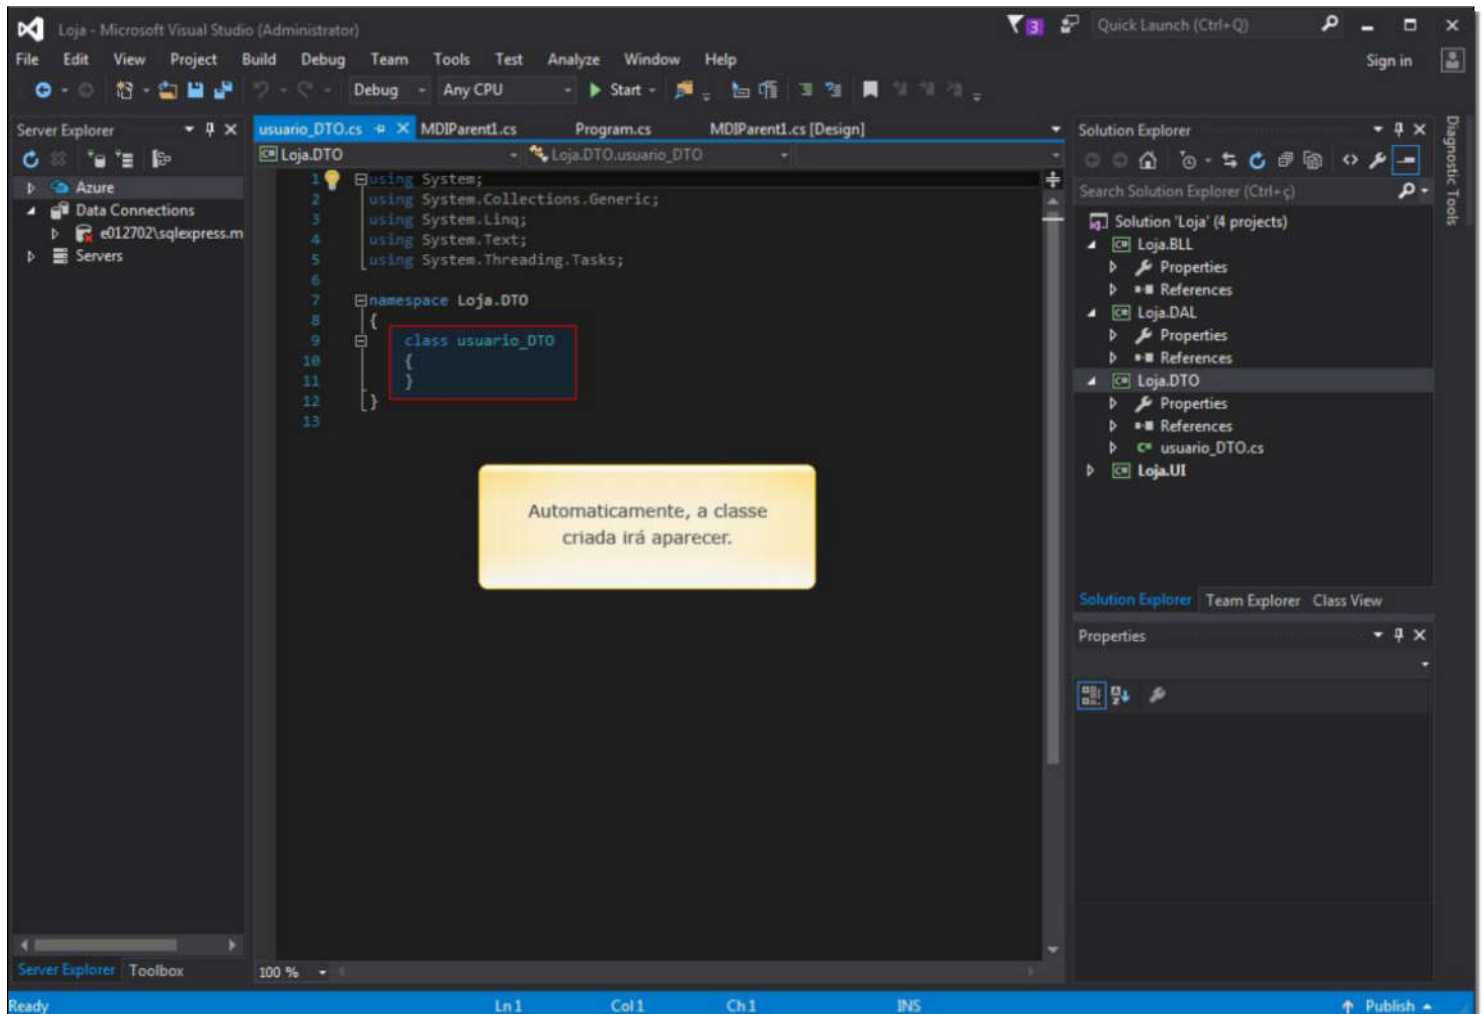 Loja - Microsoft Visual Studio (Administrator)
3
Quick Launch (Ctrl+Q)
File Edit View Project Build Debug Team Tools Test Analyze Window Help
Sign in
Debug Any CPU Start
Server Explorer
Azure
Data Connections
e012702\sqlexpress.m
Servers
Server Explorer Toolbox
usuario_DTO.cs MDIParent1.cs Program.cs MDIParent1.cs [Design]
Loja.DTO Loja.DTO.usuario_DTO
1 using System;
2 using System.Collections.Generic;
3 using System.Linq;
4 using System.Text;
5 using System.Threading.Tasks;
6
7 namespace Loja.DTO
8 {
9 class usuario_DTO
10 {
11 }
12 }
13
Automaticamente, a classe
criada irá aparecer.
100 %
Solution Explorer
Search Solution Explorer (Ctrl+ç)
Solution 'Loja' (4 projects)
Loja.BLL
Properties
References
Loja.DAL
Properties
References
Loja.DTO
Properties
References
C# usuario_DTO.cs
Loja.UI
Solution Explorer Team Explorer Class View
Properties
Diagnostic Tools
Ready Ln 1 Col 1 Ch 1 INS Publish